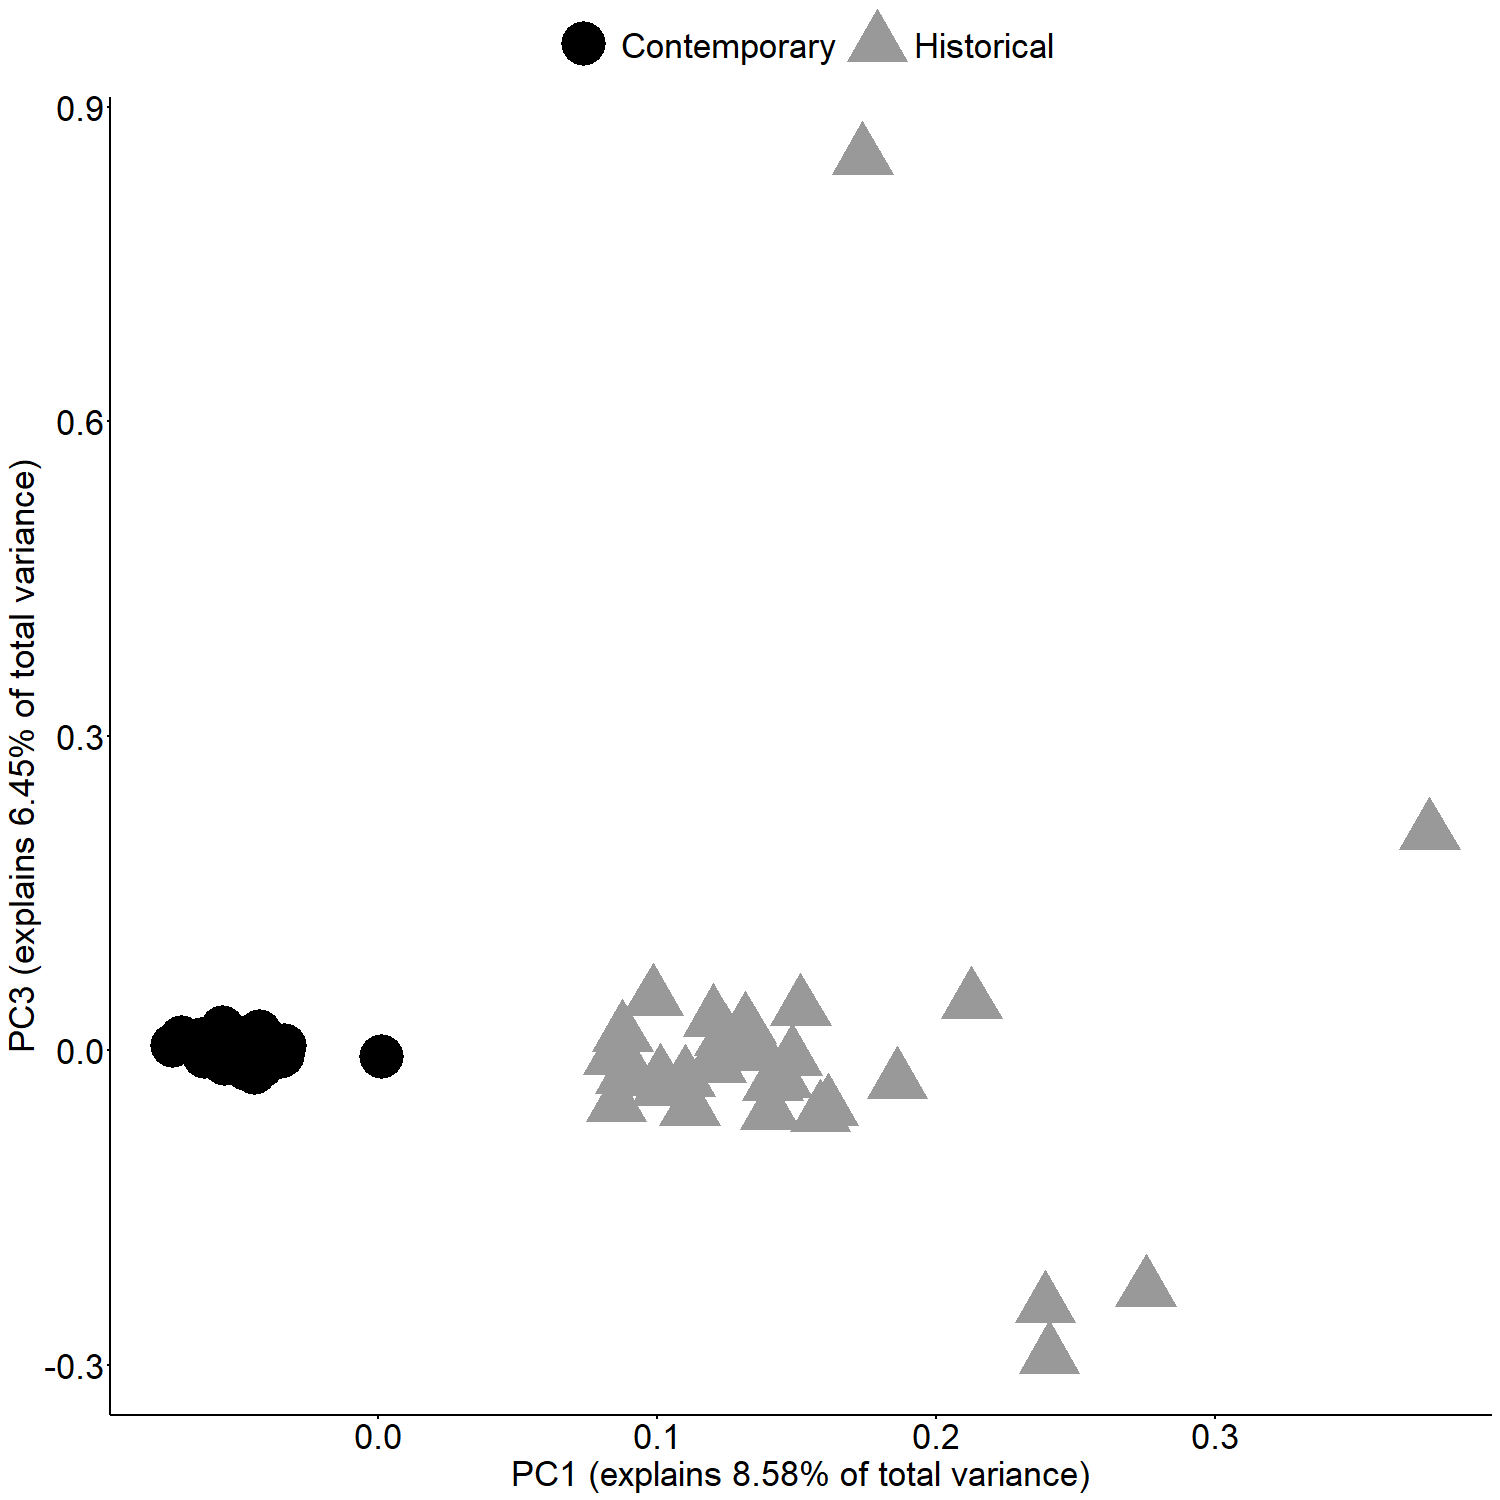 Contemporary Historical
PC3 (explains 6.45% of total variance)
0.9
0.6
0.3
0.0
-0.3
0.0 0.1 0.2 0.3
PC1 (explains 8.58% of total variance)